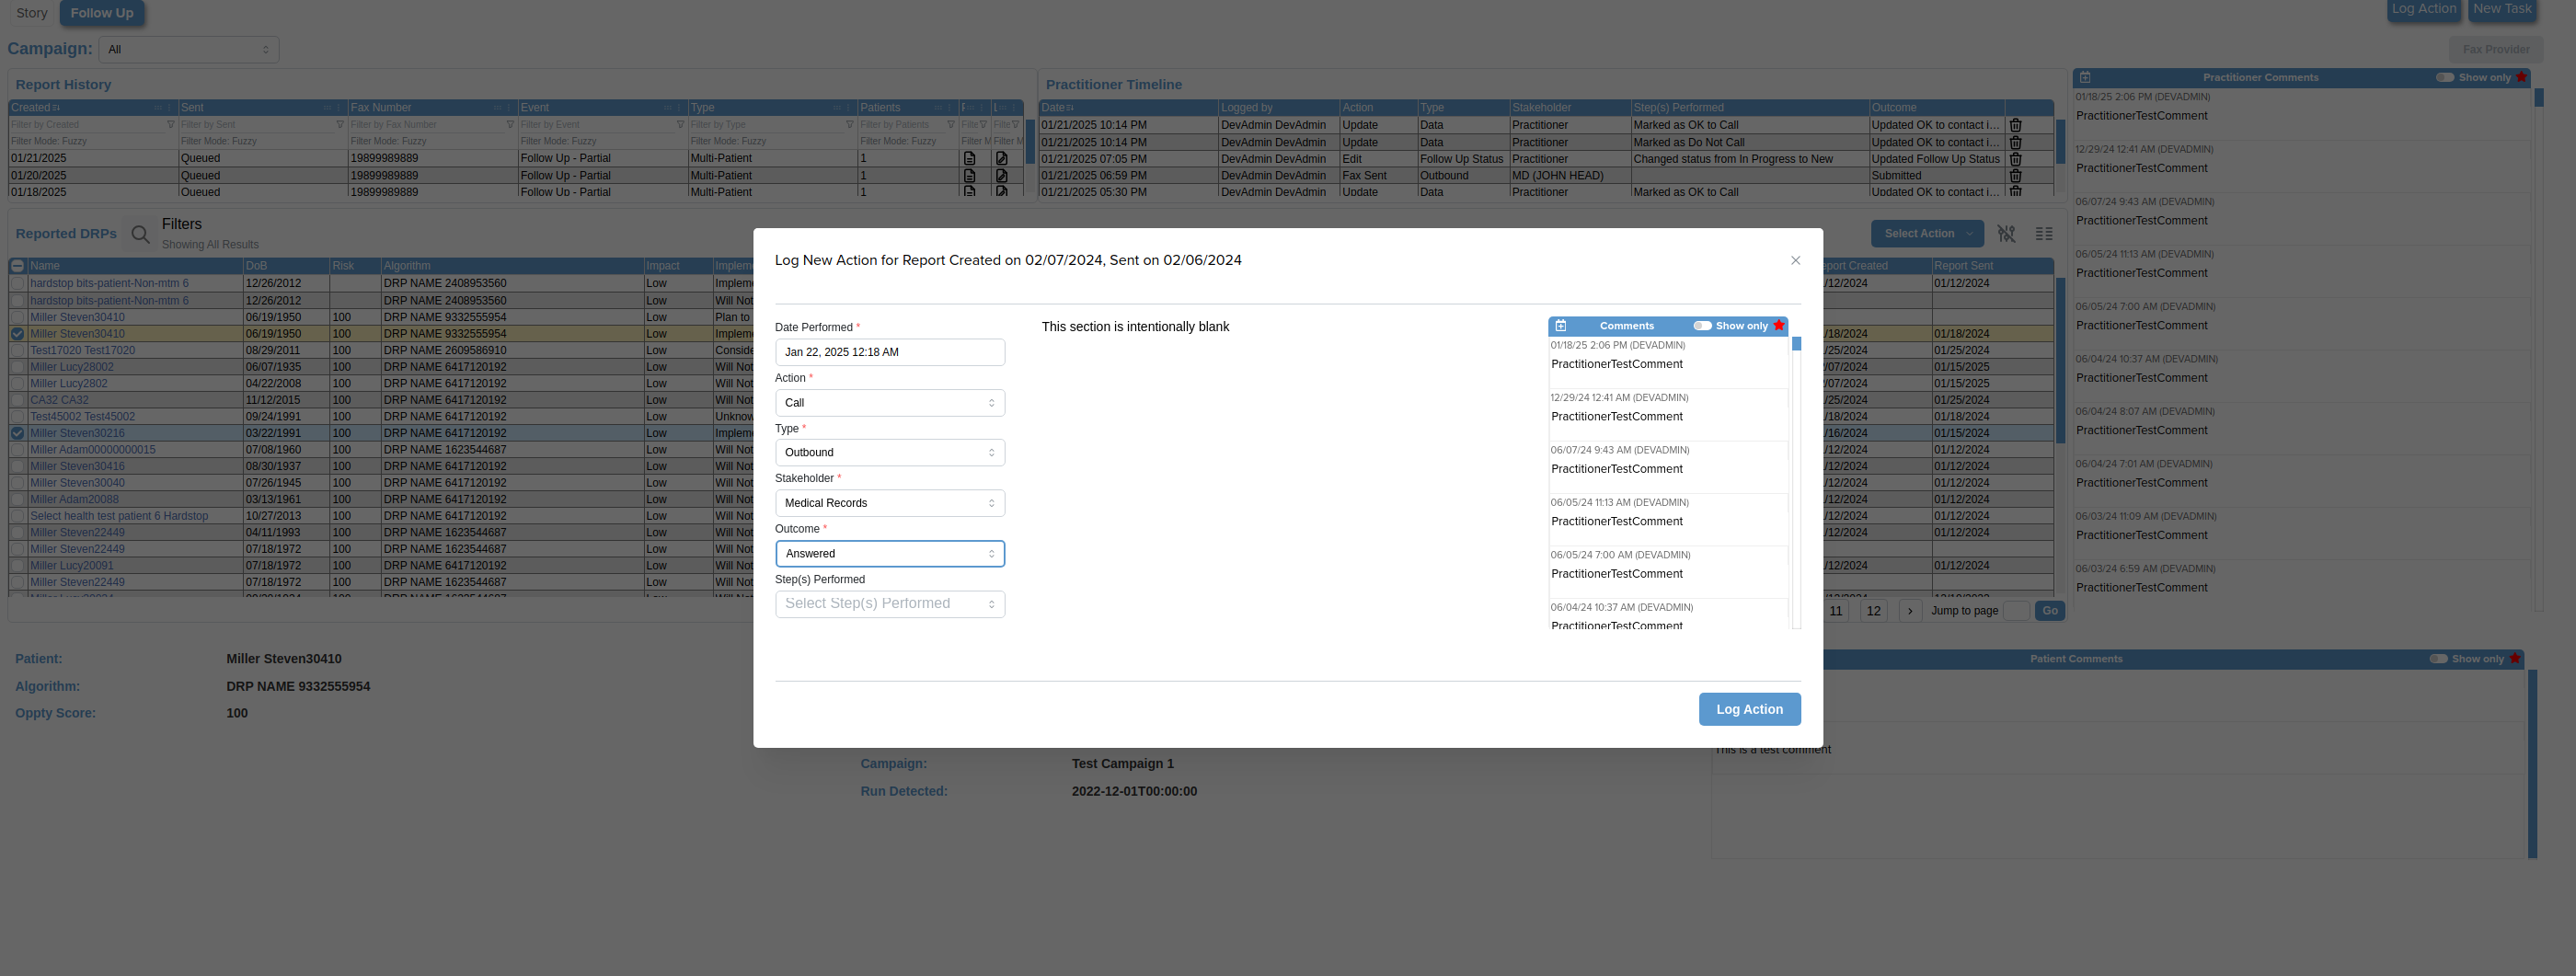 Story Follow Up Log Action New Task
Campaign: All Fax Provider
Report History
Created Sent Fax Number Event Type Patients
Filter by Created Filter by Sent Filter by Fax Number Filter by Event Filter by Type Filter by Patients Filte Filte
Filter Mode: Fuzzy Filter Mode: Fuzzy Filter Mode: Fuzzy Filter Mode: Fuzzy Filter Mode: Fuzzy Filter Mode: Fuzzy Filter M Filter M
01/21/2025 Queued 19899989889 Follow Up - Partial Multi-Patient 1
01/20/2025 Queued 19899989889 Follow Up - Partial Multi-Patient 1
01/18/2025 Queued 19899989889 Follow Up - Partial Multi-Patient 1
Practitioner Timeline
Date Logged by Action Type Stakeholder Step(s) Performed Outcome
01/21/2025 10:14 PM DevAdmin DevAdmin Update Data Practitioner Marked as OK to Call Updated OK to contact i...
01/21/2025 10:14 PM DevAdmin DevAdmin Update Data Practitioner Marked as Do Not Call Updated OK to contact i...
01/21/2025 07:05 PM DevAdmin DevAdmin Edit Follow Up Status Practitioner Changed status from In Progress to New Updated Follow Up Status
01/21/2025 06:59 PM DevAdmin DevAdmin Fax Sent Outbound MD (JOHN HEAD) Submitted
01/21/2025 05:30 PM DevAdmin DevAdmin Update Data Practitioner Marked as OK to Call Updated OK to contact i...
Practitioner Comments Show only
01/18/25 2:06 PM (DEVADMIN)
PractitionerTestComment
12/29/24 12:41 AM (DEVADMIN)
PractitionerTestComment
06/07/24 9:43 AM (DEVADMIN)
PractitionerTestComment
06/05/24 11:13 AM (DEVADMIN)
PractitionerTestComment
06/05/24 7:00 AM (DEVADMIN)
PractitionerTestComment
06/04/24 10:37 AM (DEVADMIN)
PractitionerTestComment
06/04/24 8:07 AM (DEVADMIN)
PractitionerTestComment
06/04/24 7:01 AM (DEVADMIN)
PractitionerTestComment
06/03/24 11:09 AM (DEVADMIN)
PractitionerTestComment
06/03/24 6:59 AM (DEVADMIN)
PractitionerTestComment
Reported DRPs Filters
Showing All Results
Select Action
Name DoB Risk Algorithm Impact Implem port Created Report Sent
hardstop bits-patient-Non-mtm 6 12/26/2012 DRP NAME 2408953560 Low Implem /12/2024 01/12/2024
hardstop bits-patient-Non-mtm 6 12/26/2012 DRP NAME 2408953560 Low Will Not
Miller Steven30410 06/19/1950 100 DRP NAME 9332555954 Low Plan to
Miller Steven30410 06/19/1950 100 DRP NAME 9332555954 Low Impleme /18/2024 01/18/2024
Test17020 Test17020 08/29/2011 100 DRP NAME 2609586910 Low Conside /25/2024 01/25/2024
Miller Lucy28002 06/07/1935 100 DRP NAME 6417120192 Low Will Not /07/2024 01/15/2025
Miller Lucy2802 04/22/2008 100 DRP NAME 6417120192 Low Will Not /07/2024 01/15/2025
CA32 CA32 11/12/2015 100 DRP NAME 6417120192 Low Will Not /25/2024 01/25/2024
Test45002 Test45002 09/24/1991 100 DRP NAME 6417120192 Low Unknow /18/2024 01/18/2024
Miller Steven30216 03/22/1991 100 DRP NAME 6417120192 Low Impleme /16/2024 01/15/2024
Miller Adam00000000015 07/08/1960 100 DRP NAME 1623544687 Low Will Not /12/2024 01/12/2024
Miller Steven30416 08/30/1937 100 DRP NAME 6417120192 Low Will Not /12/2024 01/12/2024
Miller Steven30040 07/26/1945 100 DRP NAME 6417120192 Low Will Not /12/2024 01/12/2024
Miller Adam20088 03/13/1961 100 DRP NAME 6417120192 Low Will Not /12/2024 01/12/2024
Select health test patient 6 Hardstop 10/27/2013 100 DRP NAME 6417120192 Low Will Not /12/2024 01/12/2024
Miller Steven22449 04/11/1993 100 DRP NAME 1623544687 Low Will Not /12/2024 01/12/2024
Miller Steven22449 07/18/1972 100 DRP NAME 1623544687 Low Will Not
Miller Lucy20091 07/18/1972 100 DRP NAME 6417120192 Low Will Not /12/2024 01/12/2024
Miller Steven22449 07/18/1972 100 DRP NAME 1623544687 Low Will Not
11 12 Jump to page Go
Log New Action for Report Created on 02/07/2024, Sent on 02/06/2024
Date Performed *
Jan 22, 2025 12:18 AM
Action *
Call
Type *
Outbound
Stakeholder *
Medical Records
Outcome *
Answered
Step(s) Performed
Select Step(s) Performed
This section is intentionally blank
Comments Show only
01/18/25 2:06 PM (DEVADMIN)
PractitionerTestComment
12/29/24 12:41 AM (DEVADMIN)
PractitionerTestComment
06/07/24 9:43 AM (DEVADMIN)
PractitionerTestComment
06/05/24 11:13 AM (DEVADMIN)
PractitionerTestComment
06/05/24 7:00 AM (DEVADMIN)
PractitionerTestComment
06/04/24 10:37 AM (DEVADMIN)
PractitionerTestComment
Log Action
Patient: Miller Steven30410
Algorithm: DRP NAME 9332555954
Oppty Score: 100
Campaign: Test Campaign 1
Run Detected: 2022-12-01T00:00:00
Patient Comments Show only
This is a test comment